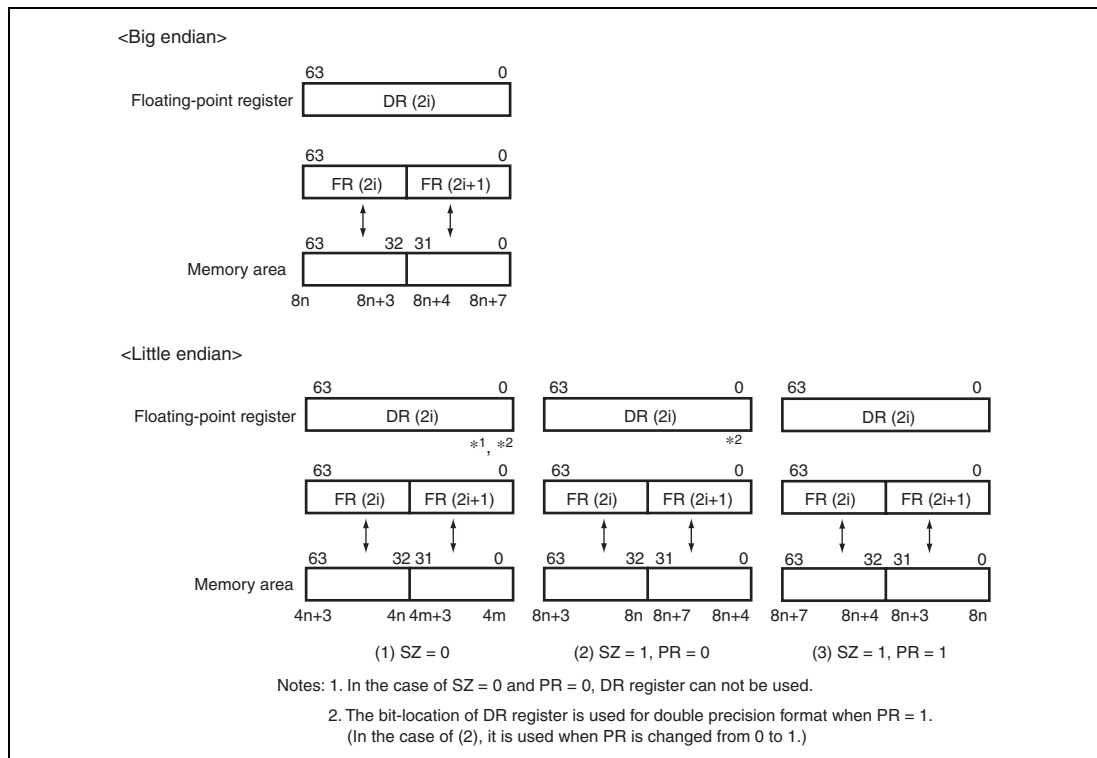 <Big endian>
63 0
Floating-point register DR (2i)
63 0
FR (2i) FR (2i+1)
63 32 31 0
Memory area
8n 8n+3 8n+4 8n+7
<Little endian>
63 0 63 0 63 0
Floating-point register DR (2i) DR (2i) DR (2i)
*1, *2 *2
63 0 63 0 63 0
FR (2i) FR (2i+1) FR (2i) FR (2i+1) FR (2i) FR (2i+1)
63 32 31 0 63 32 31 0 63 32 31 0
Memory area
4n+3 4n 4m+3 4m 8n+3 8n 8n+7 8n+4 8n+7 8n+4 8n+3 8n
(1) SZ = 0 (2) SZ = 1, PR = 0 (3) SZ = 1, PR = 1
Notes: 1. In the case of SZ = 0 and PR = 0, DR register can not be used.
2. The bit-location of DR register is used for double precision format when PR = 1.
(In the case of (2), it is used when PR is changed from 0 to 1.)